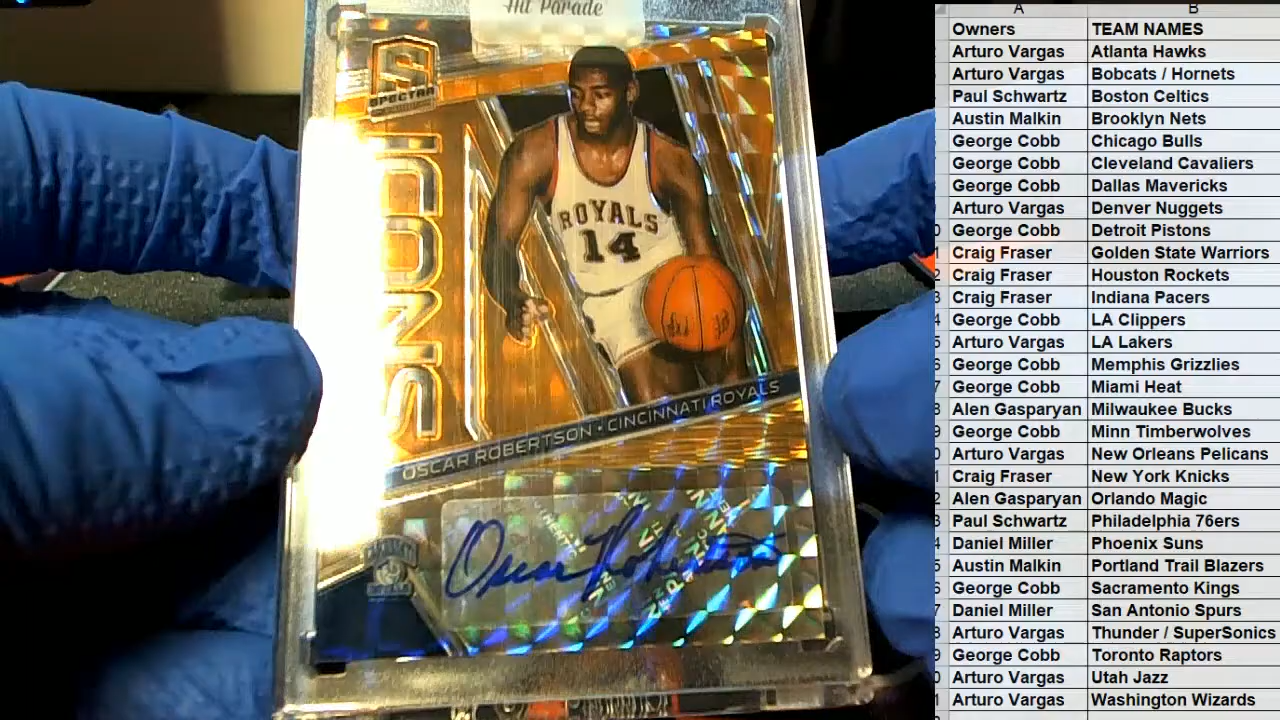 Hit Parade
SPECTRA
ICONS
ROYALS
14
OSCAR ROBERTSON • CINCINNATI ROYALS
Oscar Robertson
A B
Owners TEAM NAMES
Arturo Vargas Atlanta Hawks
Arturo Vargas Bobcats / Hornets
Paul Schwartz Boston Celtics
Austin Malkin Brooklyn Nets
George Cobb Chicago Bulls
George Cobb Cleveland Cavaliers
George Cobb Dallas Mavericks
Arturo Vargas Denver Nuggets
George Cobb Detroit Pistons
Craig Fraser Golden State Warriors
Craig Fraser Houston Rockets
Craig Fraser Indiana Pacers
George Cobb LA Clippers
Arturo Vargas LA Lakers
George Cobb Memphis Grizzlies
George Cobb Miami Heat
Alen Gasparyan Milwaukee Bucks
George Cobb Minn Timberwolves
Arturo Vargas New Orleans Pelicans
Craig Fraser New York Knicks
Alen Gasparyan Orlando Magic
Paul Schwartz Philadelphia 76ers
Daniel Miller Phoenix Suns
Austin Malkin Portland Trail Blazers
George Cobb Sacramento Kings
Daniel Miller San Antonio Spurs
Arturo Vargas Thunder / SuperSonics
George Cobb Toronto Raptors
Arturo Vargas Utah Jazz
Arturo Vargas Washington Wizards